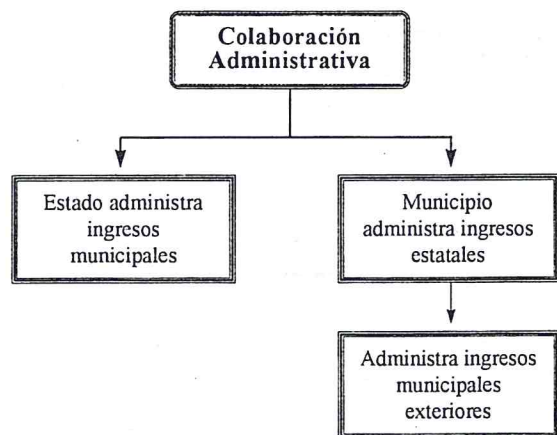 Colaboración
Administrativa
Estado administra
ingresos
municipales
Municipio
administra ingresos
estatales
Administra ingresos
municipales
exteriores